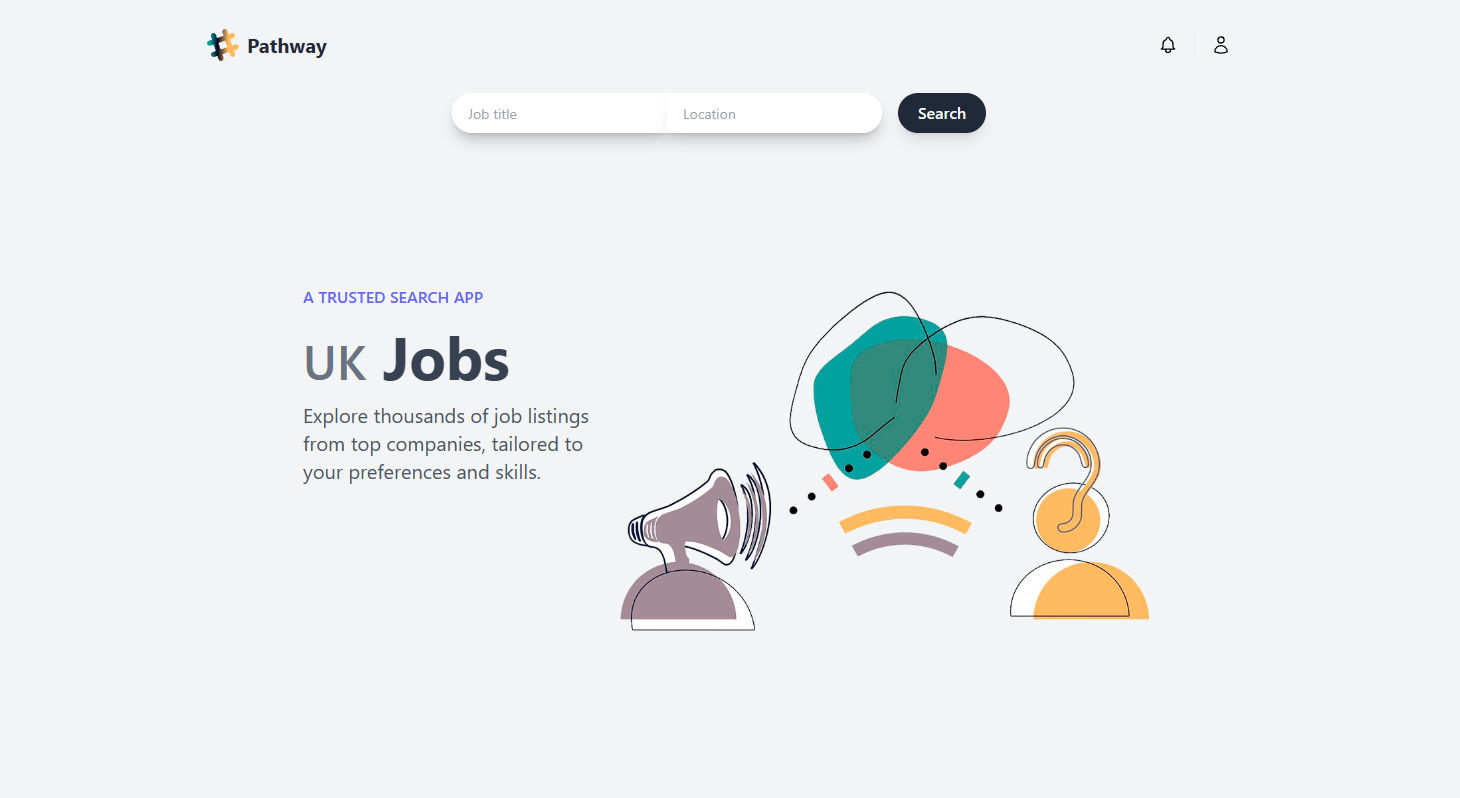 Pathway
Job title
Location
Search
A TRUSTED SEARCH APP
UK Jobs
Explore thousands of job listings
from top companies, tailored to
your preferences and skills.